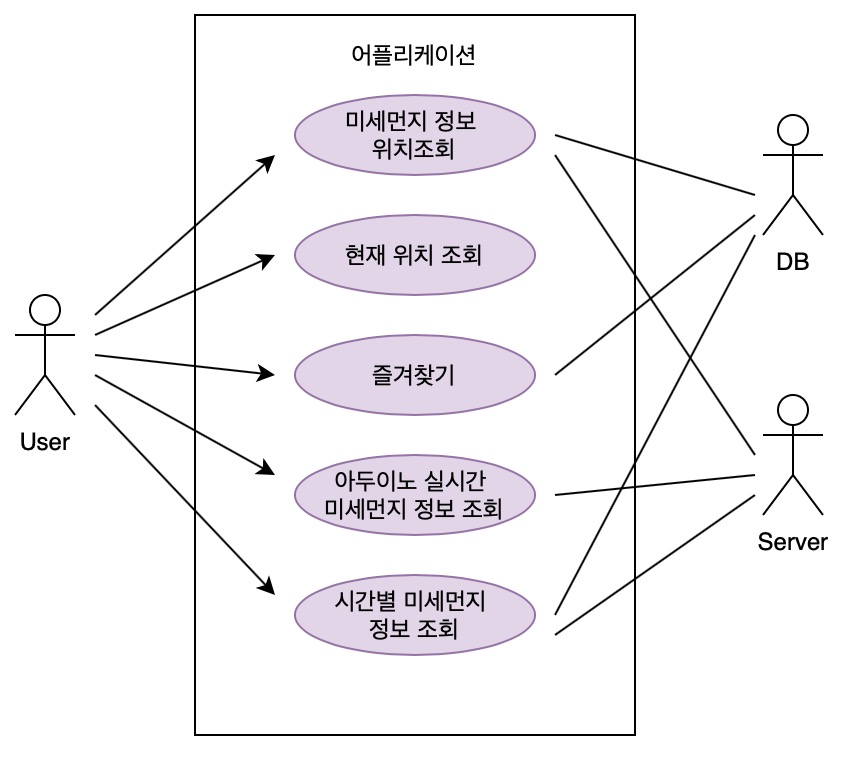 어플리케이션
미세먼지 정보
위치조회
현재 위치 조회
즐겨찾기
아두이노 실시간
미세먼지 정보 조회
시간별 미세먼지
정보 조회
User
DB
Server